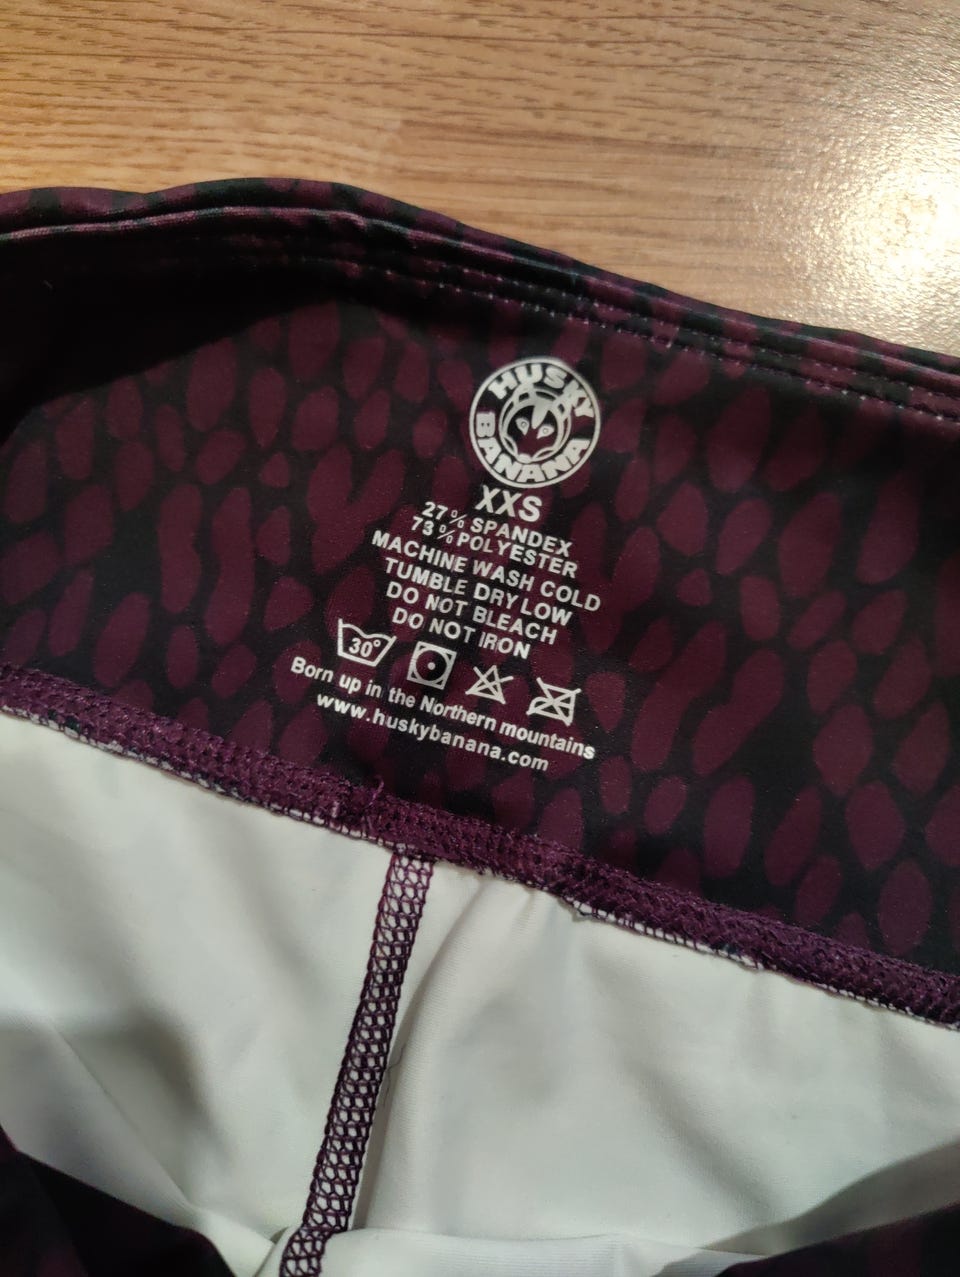 HUSKY
BANANA
XXS
27% SPANDEX
73% POLYESTER
MACHINE WASH COLD
TUMBLE DRY LOW
DO NOT BLEACH
DO NOT IRON
30°
Born up in the Northern mountains
www.huskybanana.com